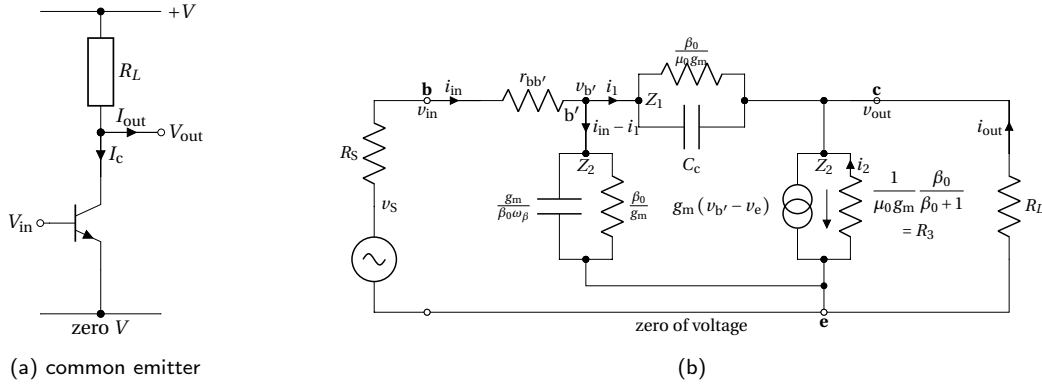 +V
R_L
I_out
V_out
I_c
V_in
zero V
(a) common emitter
β_0
μ_0 g_m
b i_in r_bb′ v_b′ i_1 Z_1 c
v_in b′ v_out
i_in − i_1 i_out
R_S C_c
Z_2 Z_2 i_2
g_m β_0 1 β_0
β_0 ω_β g_m g_m (v_b′ − v_e) μ_0 g_m β_0 + 1 R_L
v_S = R_3
zero of voltage e
(b)